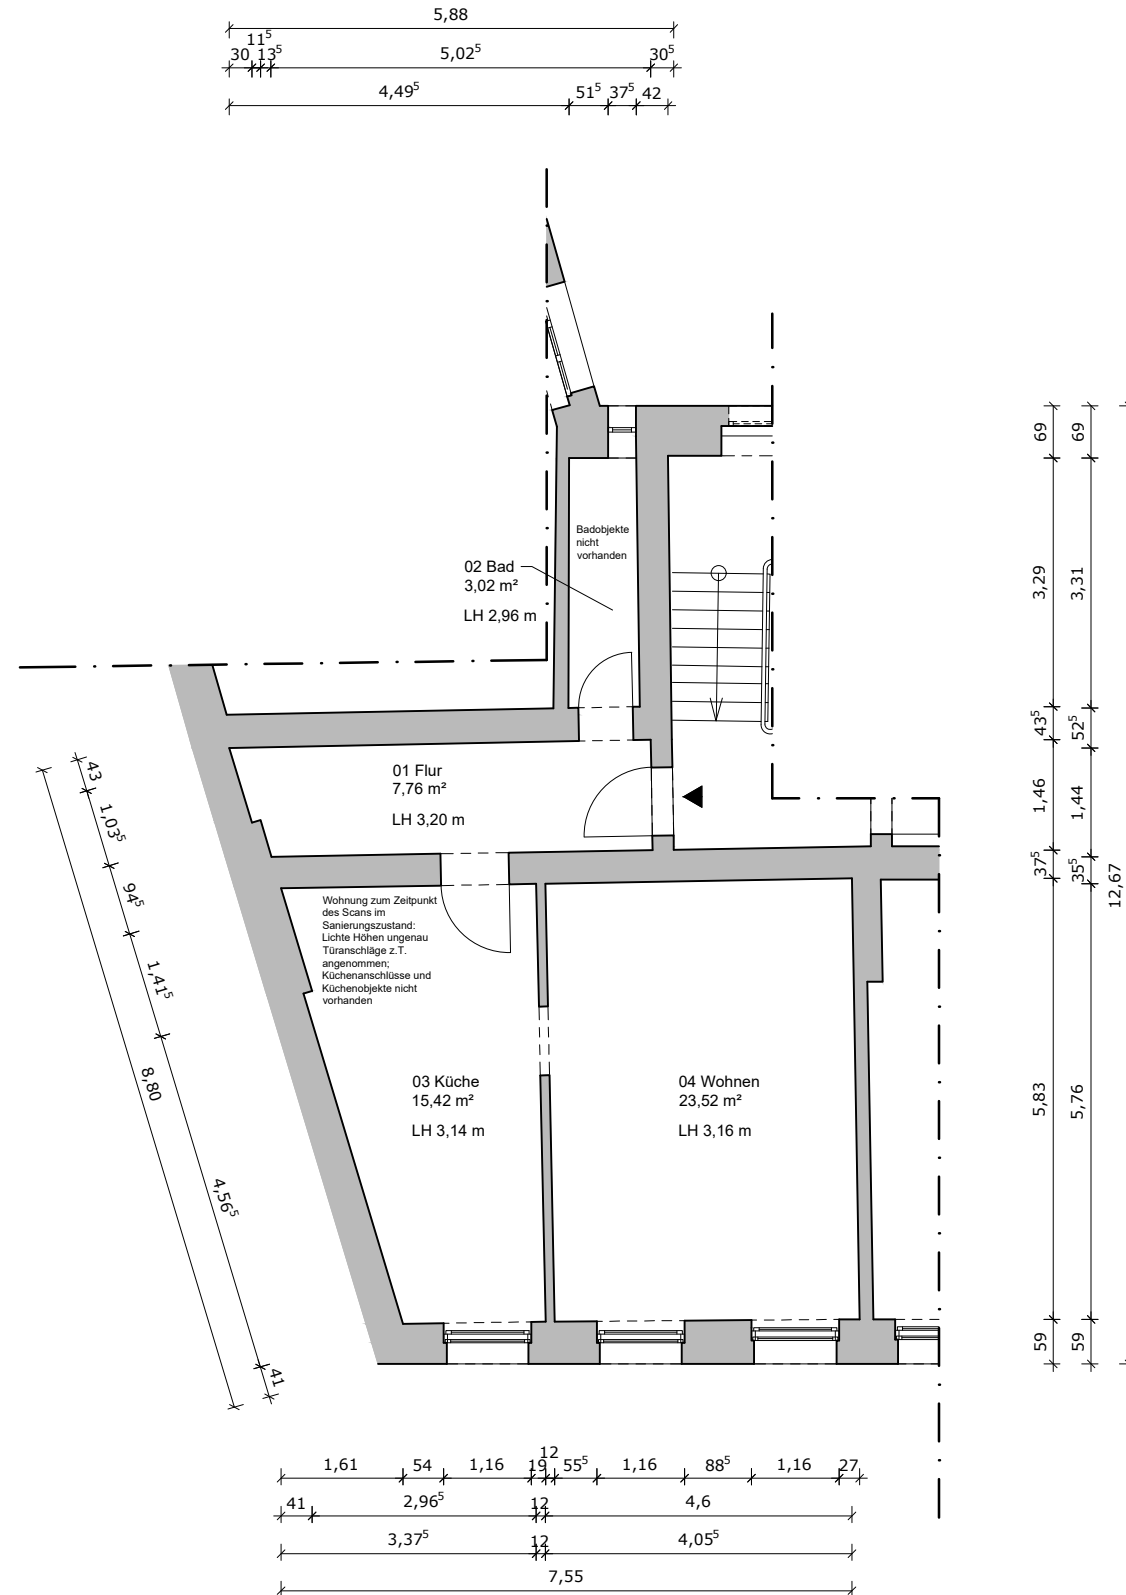 5,88
11⁵
30 13⁵ 5,02⁵ 30⁵
4,49⁵ 51⁵ 37⁵ 42
Badobjekte
nicht
vorhanden
02 Bad
3,02 m²
LH 2,96 m
01 Flur
7,76 m²
LH 3,20 m
Wohnung zum Zeitpunkt
des Scans im
Sanierungszustand:
Lichte Höhen ungenau
Türanschläge z.T.
angenommen;
Küchenanschlüsse und
Küchenobjekte nicht
vorhanden
03 Küche
15,42 m²
LH 3,14 m
04 Wohnen
23,52 m²
LH 3,16 m
43
1,03⁵
94⁵
1,41⁵
4,56⁵
41
8,80
69
3,29
43⁵
1,46
37⁵
5,83
59
69
3,31
52⁵
1,44
35⁵
5,76
59
12,67
12
1,61 54 1,16 19 55⁵ 1,16 88⁵ 1,16 27
41 2,96⁵ 12 4,6
3,37⁵ 12 4,05⁵
7,55